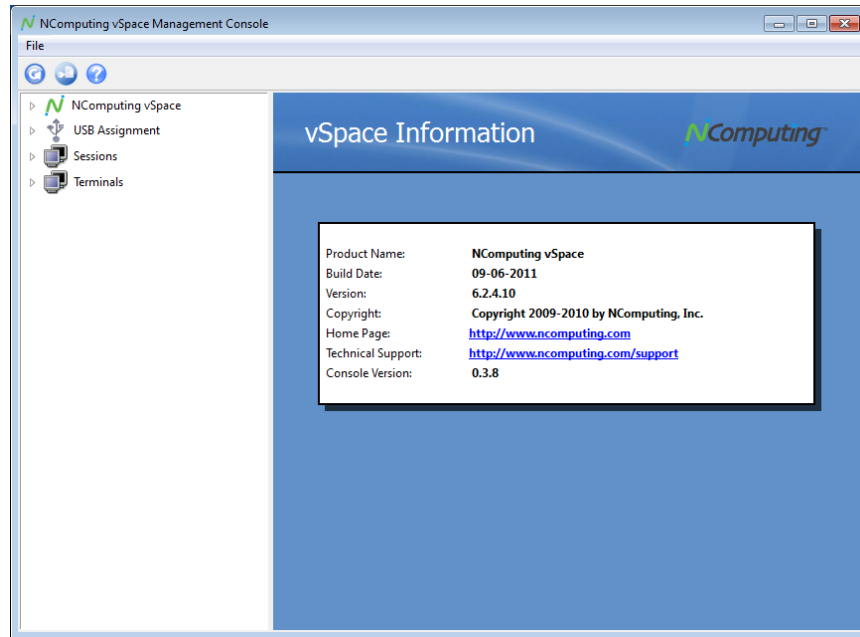 NComputing vSpace Management Console
File
NComputing vSpace
USB Assignment
Sessions
Terminals
vSpace Information
NComputing™
Product Name: NComputing vSpace
Build Date: 09-06-2011
Version: 6.2.4.10
Copyright: Copyright 2009-2010 by NComputing, Inc.
Home Page: http://www.ncomputing.com
Technical Support: http://www.ncomputing.com/support
Console Version: 0.3.8